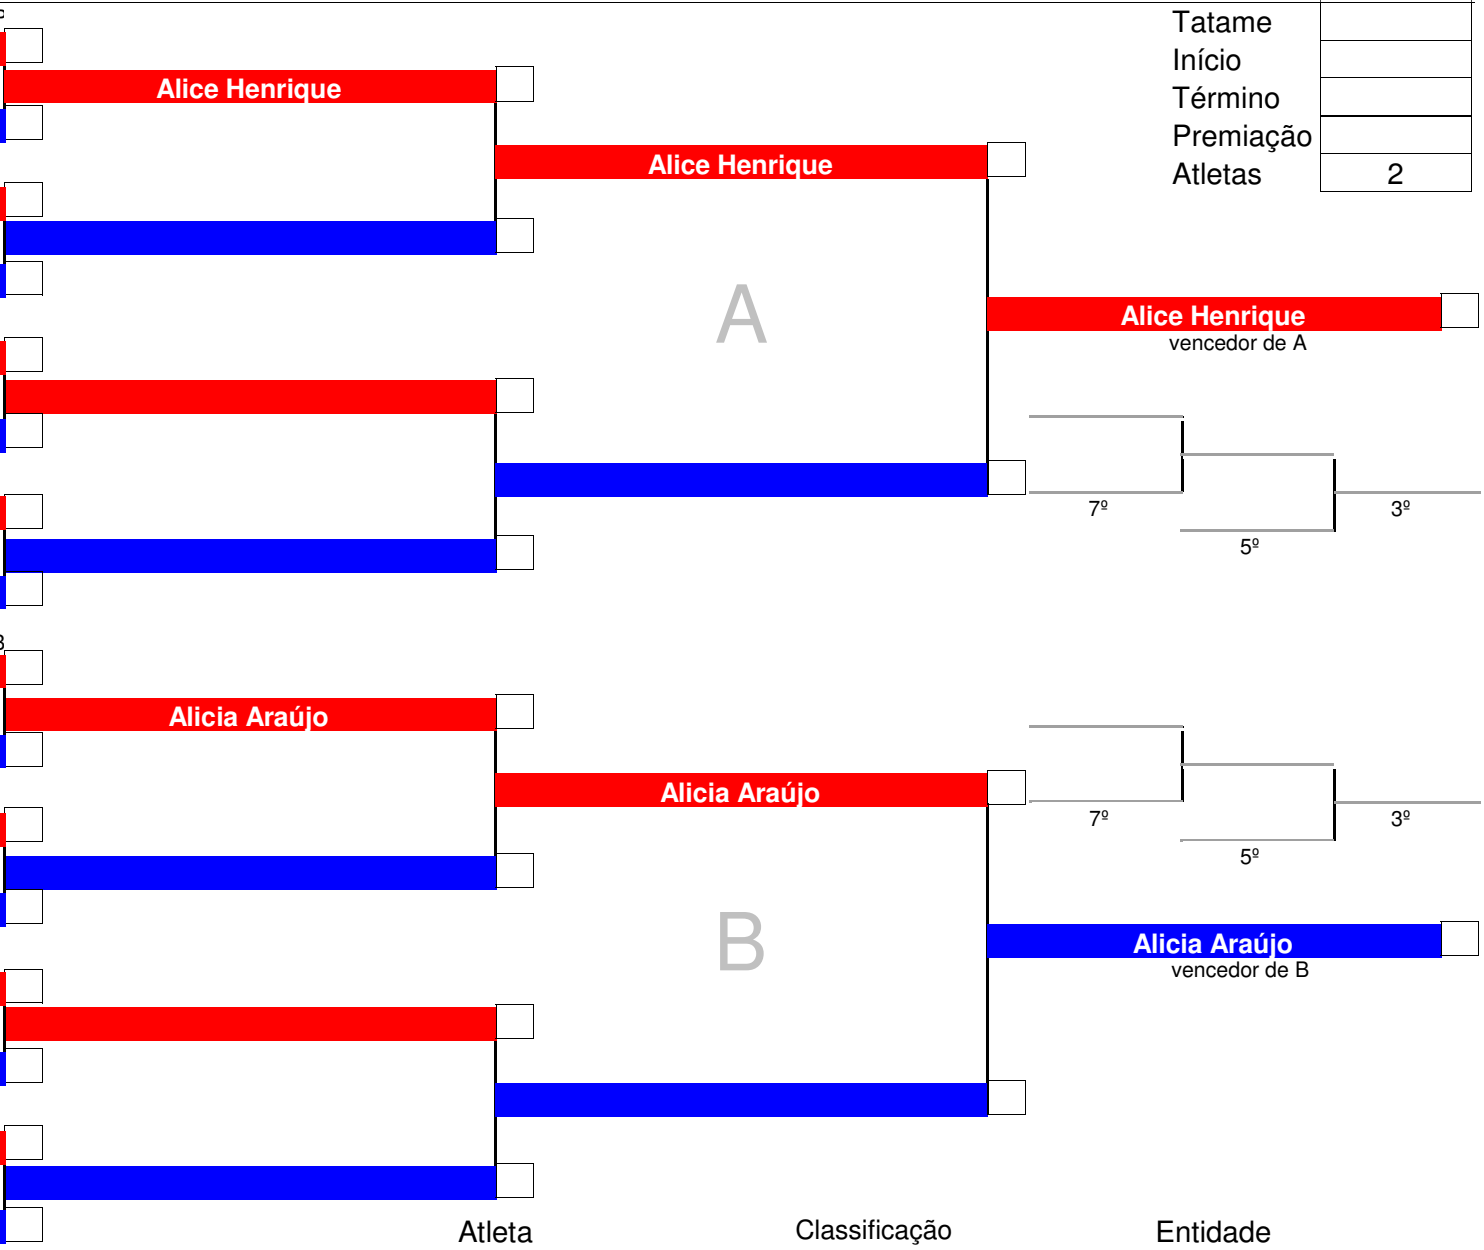 Tatame
Início
Alice Henrique
Término
Premiação
Alice Henrique
Atletas 2
A
Alice Henrique
vencedor de A
7º 3º
5º
Alicia Araújo
Alicia Araújo
7º 3º
5º
B
Alicia Araújo
vencedor de B
Atleta Classificação Entidade